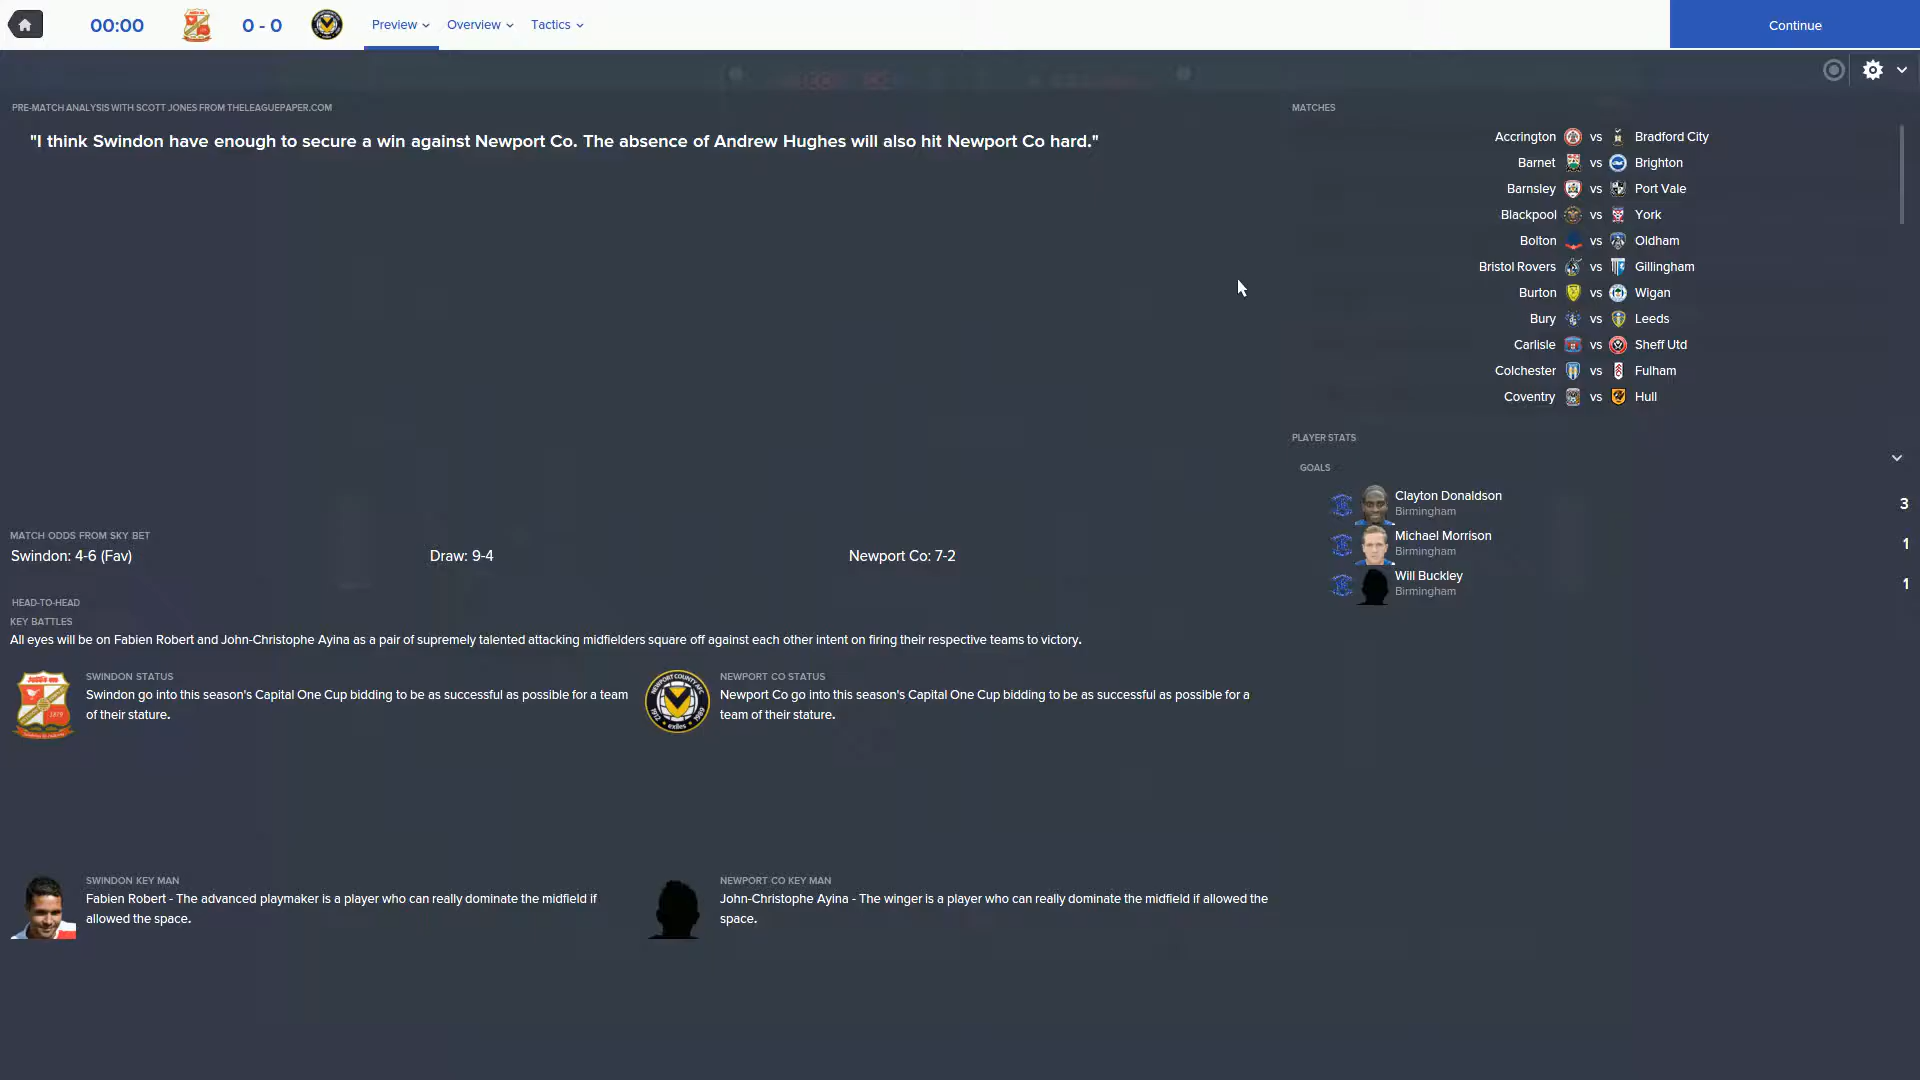 00:00
0 - 0
Preview
Overview
Tactics
Continue
PRE-MATCH ANALYSIS WITH SCOTT JONES FROM THELEAGUEPAPER.COM
"I think Swindon have enough to secure a win against Newport Co. The absence of Andrew Hughes will also hit Newport Co hard."
MATCHES
Accrington vs Bradford City
Barnet vs Brighton
Barnsley vs Port Vale
Blackpool vs York
Bolton vs Oldham
Bristol Rovers vs Gillingham
Burton vs Wigan
Bury vs Leeds
Carlisle vs Sheff Utd
Colchester vs Fulham
Coventry vs Hull
PLAYER STATS
GOALS
Clayton Donaldson
Birmingham
3
Michael Morrison
Birmingham
1
Will Buckley
Birmingham
1
MATCH ODDS FROM SKY BET
Swindon: 4-6 (Fav)
Draw: 9-4
Newport Co: 7-2
HEAD-TO-HEAD
KEY BATTLES
All eyes will be on Fabien Robert and John-Christophe Ayina as a pair of supremely talented attacking midfielders square off against each other intent on firing their respective teams to victory.
SWINDON STATUS
Swindon go into this season's Capital One Cup bidding to be as successful as possible for a team
of their stature.
NEWPORT CO STATUS
Newport Co go into this season's Capital One Cup bidding to be as successful as possible for a
team of their stature.
SWINDON KEY MAN
Fabien Robert - The advanced playmaker is a player who can really dominate the midfield if
allowed the space.
NEWPORT CO KEY MAN
John-Christophe Ayina - The winger is a player who can really dominate the midfield if allowed the
space.